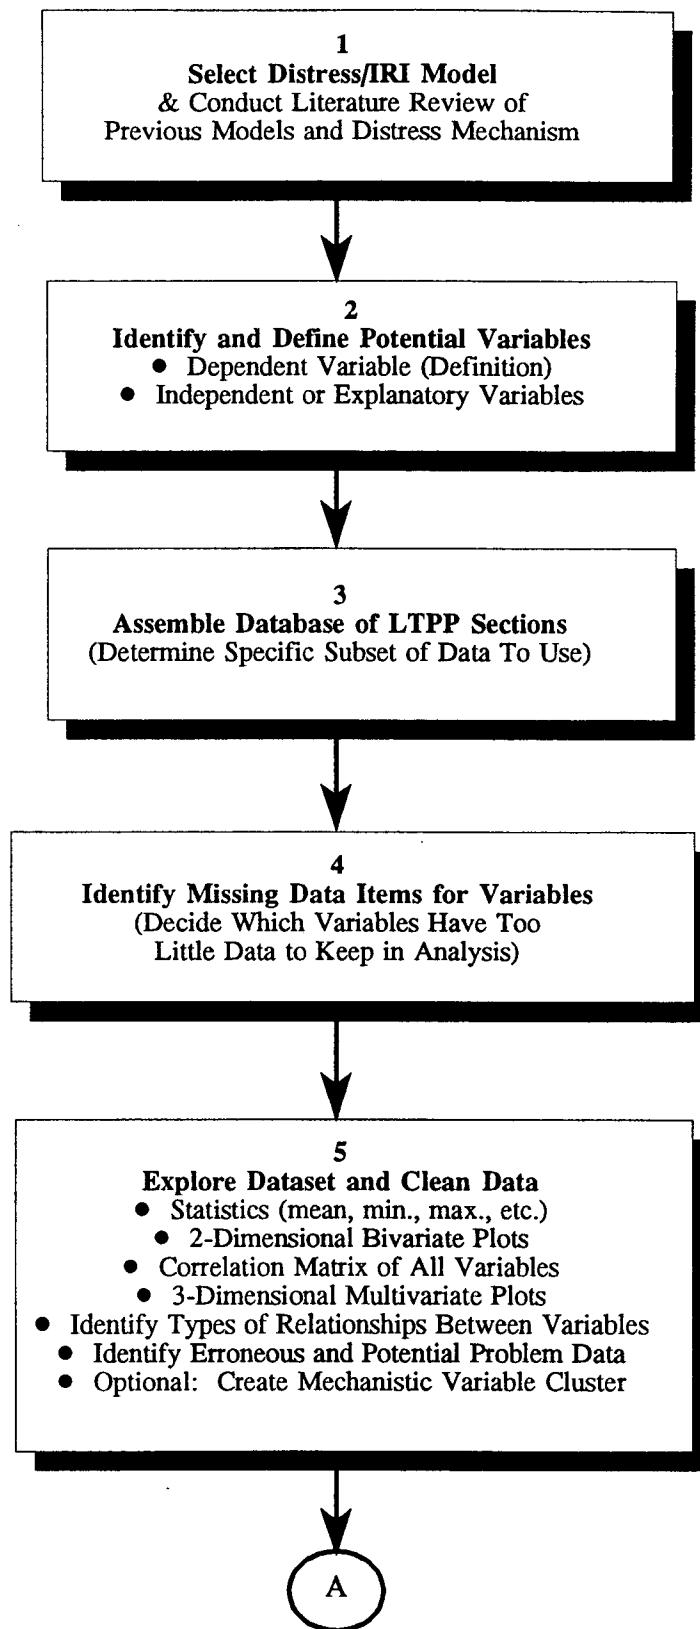 1
Select Distress/IRI Model
& Conduct Literature Review of
Previous Models and Distress Mechanism
2
Identify and Define Potential Variables
● Dependent Variable (Definition)
● Independent or Explanatory Variables
3
Assemble Database of LTPP Sections
(Determine Specific Subset of Data To Use)
4
Identify Missing Data Items for Variables
(Decide Which Variables Have Too
Little Data to Keep in Analysis)
5
Explore Dataset and Clean Data
● Statistics (mean, min., max., etc.)
● 2-Dimensional Bivariate Plots
● Correlation Matrix of All Variables
● 3-Dimensional Multivariate Plots
● Identify Types of Relationships Between Variables
● Identify Erroneous and Potential Problem Data
● Optional: Create Mechanistic Variable Cluster
A